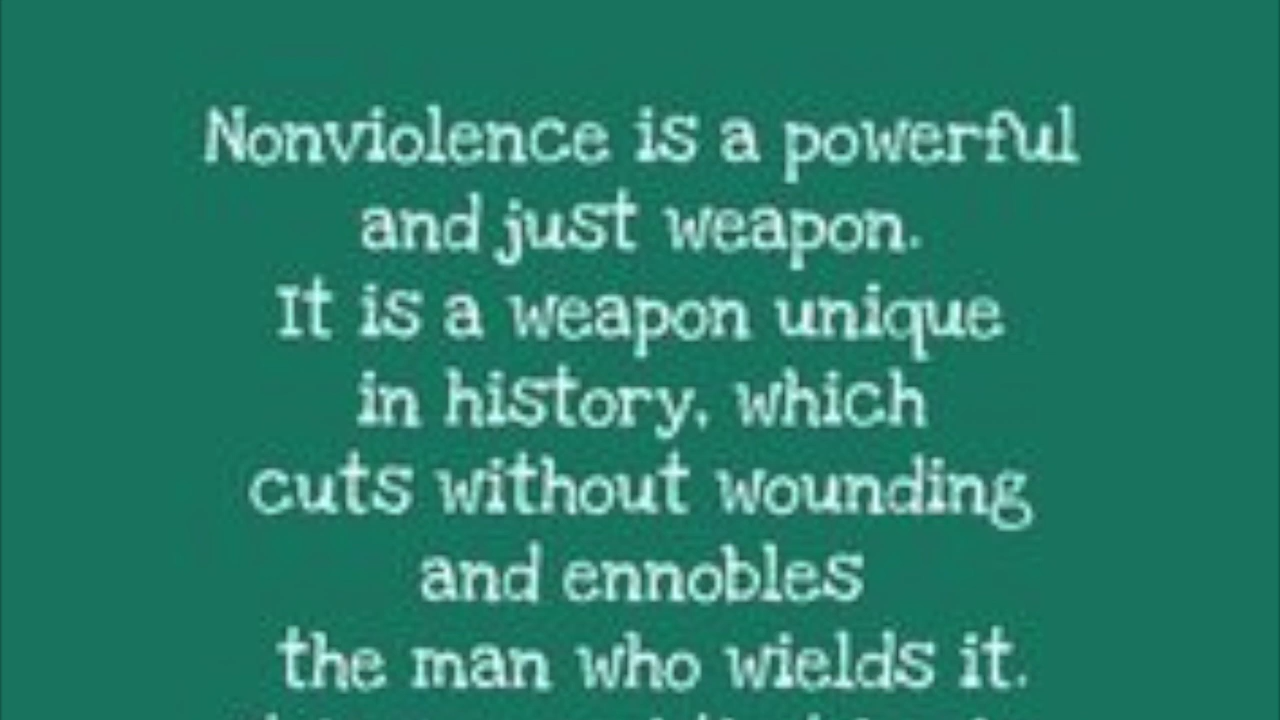 Nonviolence is a powerful
and just weapon.
It is a weapon unique
in history, which
cuts without wounding
and ennobles
the man who wields it.